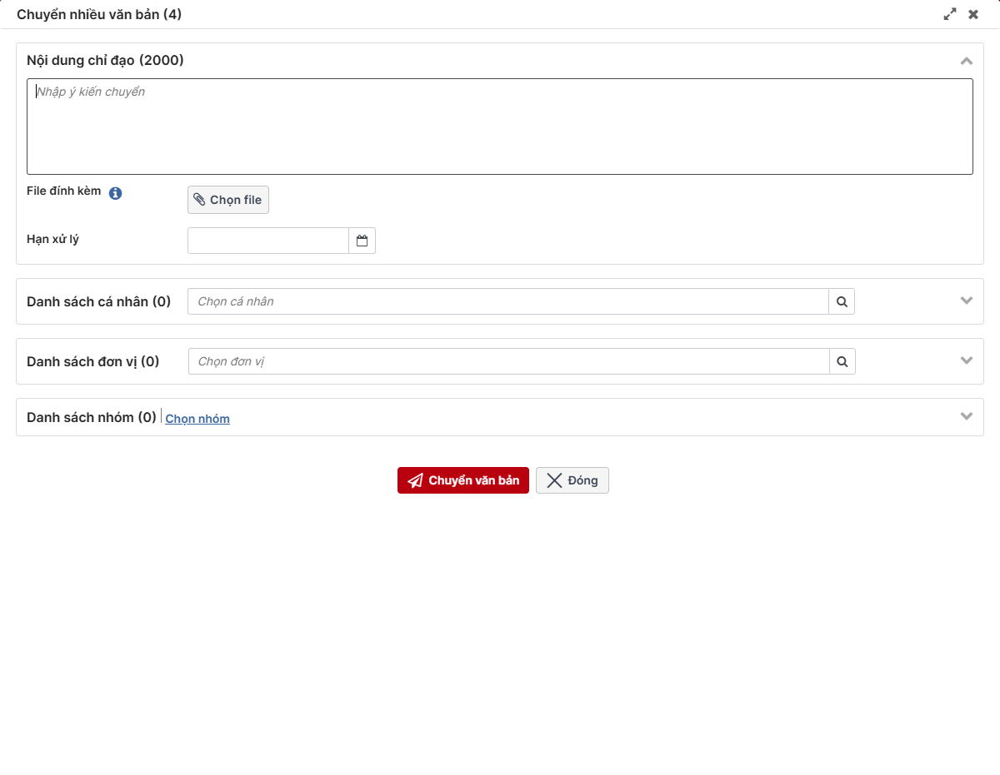 Chuyển nhiều văn bản (4)
Nội dung chỉ đạo (2000)
Nhập ý kiến chuyển
File đính kèm
Chọn file
Hạn xử lý
Danh sách cá nhân (0)
Chọn cá nhân
Danh sách đơn vị (0)
Chọn đơn vị
Danh sách nhóm (0)
Chọn nhóm
Chuyển văn bản
Đóng